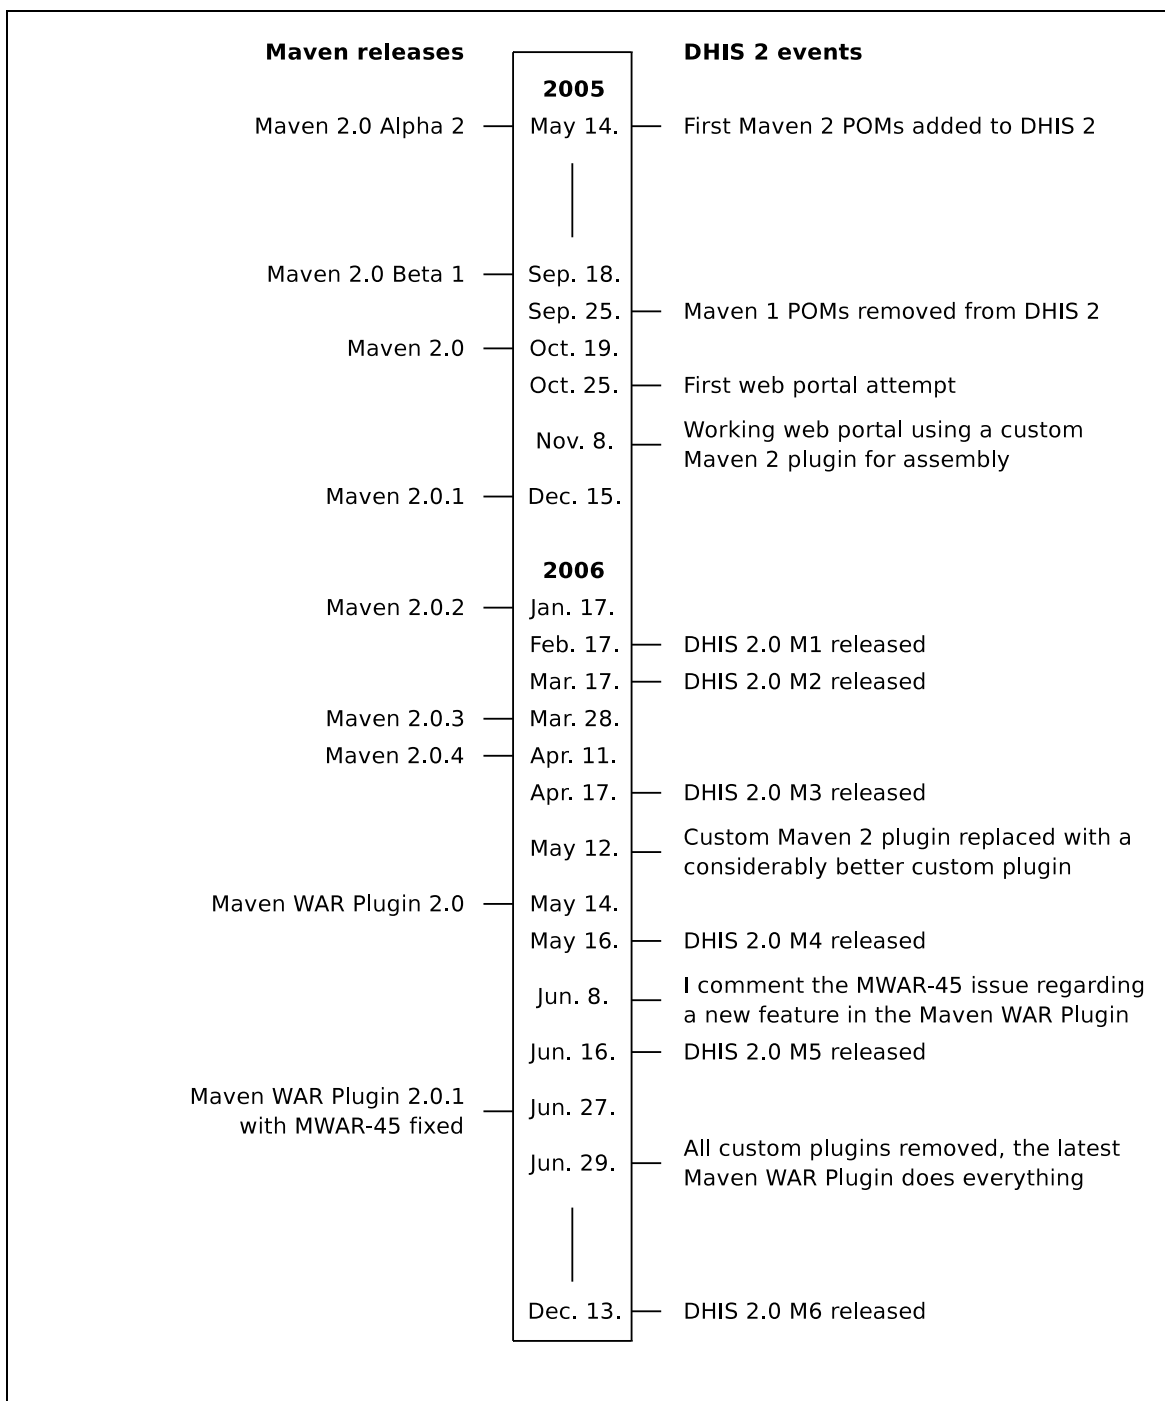 Maven releases DHIS 2 events
2005
Maven 2.0 Alpha 2 May 14. First Maven 2 POMs added to DHIS 2
Maven 2.0 Beta 1 Sep. 18.
Sep. 25. Maven 1 POMs removed from DHIS 2
Maven 2.0 Oct. 19.
Oct. 25. First web portal attempt
Nov. 8. Working web portal using a custom
Maven 2 plugin for assembly
Maven 2.0.1 Dec. 15.
2006
Maven 2.0.2 Jan. 17.
Feb. 17. DHIS 2.0 M1 released
Mar. 17. DHIS 2.0 M2 released
Maven 2.0.3 Mar. 28.
Maven 2.0.4 Apr. 11.
Apr. 17. DHIS 2.0 M3 released
May 12. Custom Maven 2 plugin replaced with a
considerably better custom plugin
Maven WAR Plugin 2.0 May 14.
May 16. DHIS 2.0 M4 released
Jun. 8. I comment the MWAR-45 issue regarding
a new feature in the Maven WAR Plugin
Jun. 16. DHIS 2.0 M5 released
Maven WAR Plugin 2.0.1
with MWAR-45 fixed Jun. 27.
Jun. 29. All custom plugins removed, the latest
Maven WAR Plugin does everything
Dec. 13. DHIS 2.0 M6 released